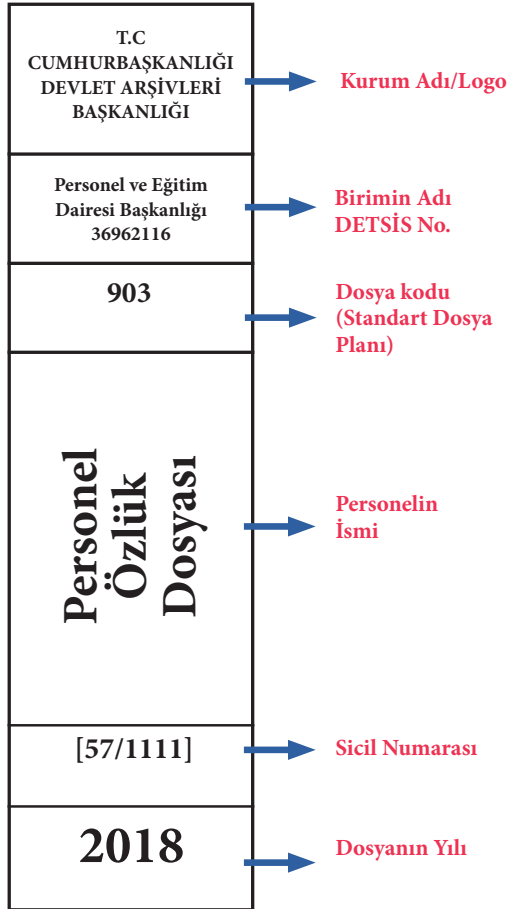 T.C
CUMHURBAŞKANLIĞI
DEVLET ARŞİVLERİ
BAŞKANLIĞI
Kurum Adı/Logo
Personel ve Eğitim
Dairesi Başkanlığı
36962116
Birimin Adı
DETSİS No.
903
Dosya kodu
(Standart Dosya
Planı)
Personel
Özlük
Dosyası
Personelin
İsmi
[57/1111]
Sicil Numarası
2018
Dosyanın Yılı